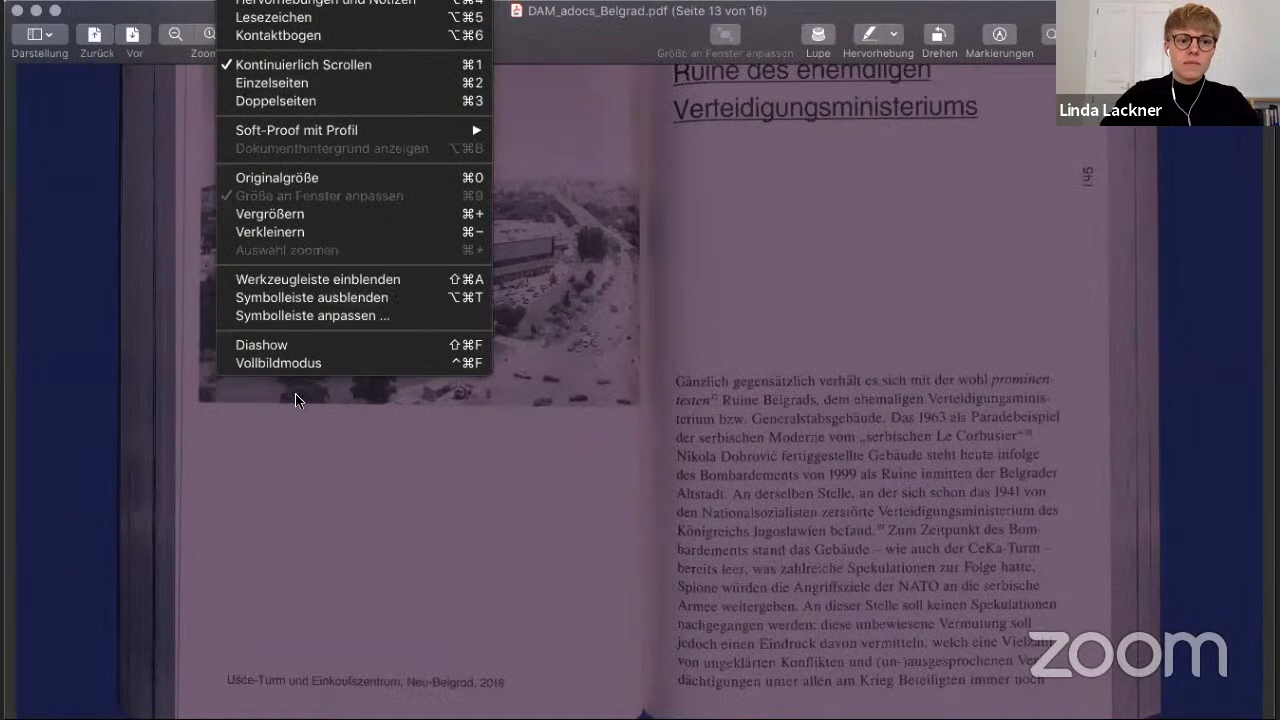 DAM_adocs_Belgrad.pdf (Seite 13 von 16)
Darstellung
Zurück
Vor
Zoom
Größe an Fenster anpassen
Lupe
Hervorhebung
Drehen
Markierungen
Linda Lackner
Hervorhebungen und Notizen ⌥⌘4
Lesezeichen ⌥⌘5
Kontaktbogen ⌥⌘6
✓ Kontinuierlich Scrollen ⌘1
Einzelseiten ⌘2
Doppelseiten ⌘3
Soft-Proof mit Profil ▶
Dokumenthintergrund anzeigen ⌥⌘B
Originalgröße ⌘0
✓ Größe an Fenster anpassen ⌘9
Vergrößern ⌘+
Verkleinern ⌘−
Auswahl zoomen ⌘*
Werkzeugleiste einblenden ⇧⌘A
Symbolleiste ausblenden ⌥⌘T
Symbolleiste anpassen ...
Diashow ⇧⌘F
Vollbildmodus ^⌘F
Ušće-Turm und Einkaufszentrum, Neu-Belgrad, 2018
Ruine des ehemaligen
Verteidigungsministeriums
145
Gänzlich gegensätzlich verhält es sich mit der wohl prominen-
testen Ruine Belgrads, dem ehemaligen Verteidigungsminis-
terium bzw. Generalstabsgebäude. Das 1963 als Paradebeispiel
der serbischen Moderne vom „serbischen Le Corbusier“
Nikola Dobrović fertiggestellte Gebäude steht heute infolge
des Bombardements von 1999 als Ruine inmitten der Belgrader
Altstadt. An derselben Stelle, an der sich schon das 1941 von
den Nationalsozialisten zerstörte Verteidigungsministerium des
Königreichs Jugoslawien befand. Zum Zeitpunkt des Bom-
bardements stand das Gebäude – wie auch der CeKa-Turm –
bereits leer, was zahlreiche Spekulationen zur Folge hatte,
Spione würden die Angriffsziele der NATO an die serbische
Armee weitergeben. An dieser Stelle soll keinen Spekulationen
nachgegangen werden; diese unbewiesene Vermutung soll
jedoch einen Eindruck davon vermitteln, welch eine Vielzahl
von ungeklärten Konflikten und (un-)ausgesprochenen Ver-
dächtigungen unter allen am Krieg Beteiligten immer noch
zoom